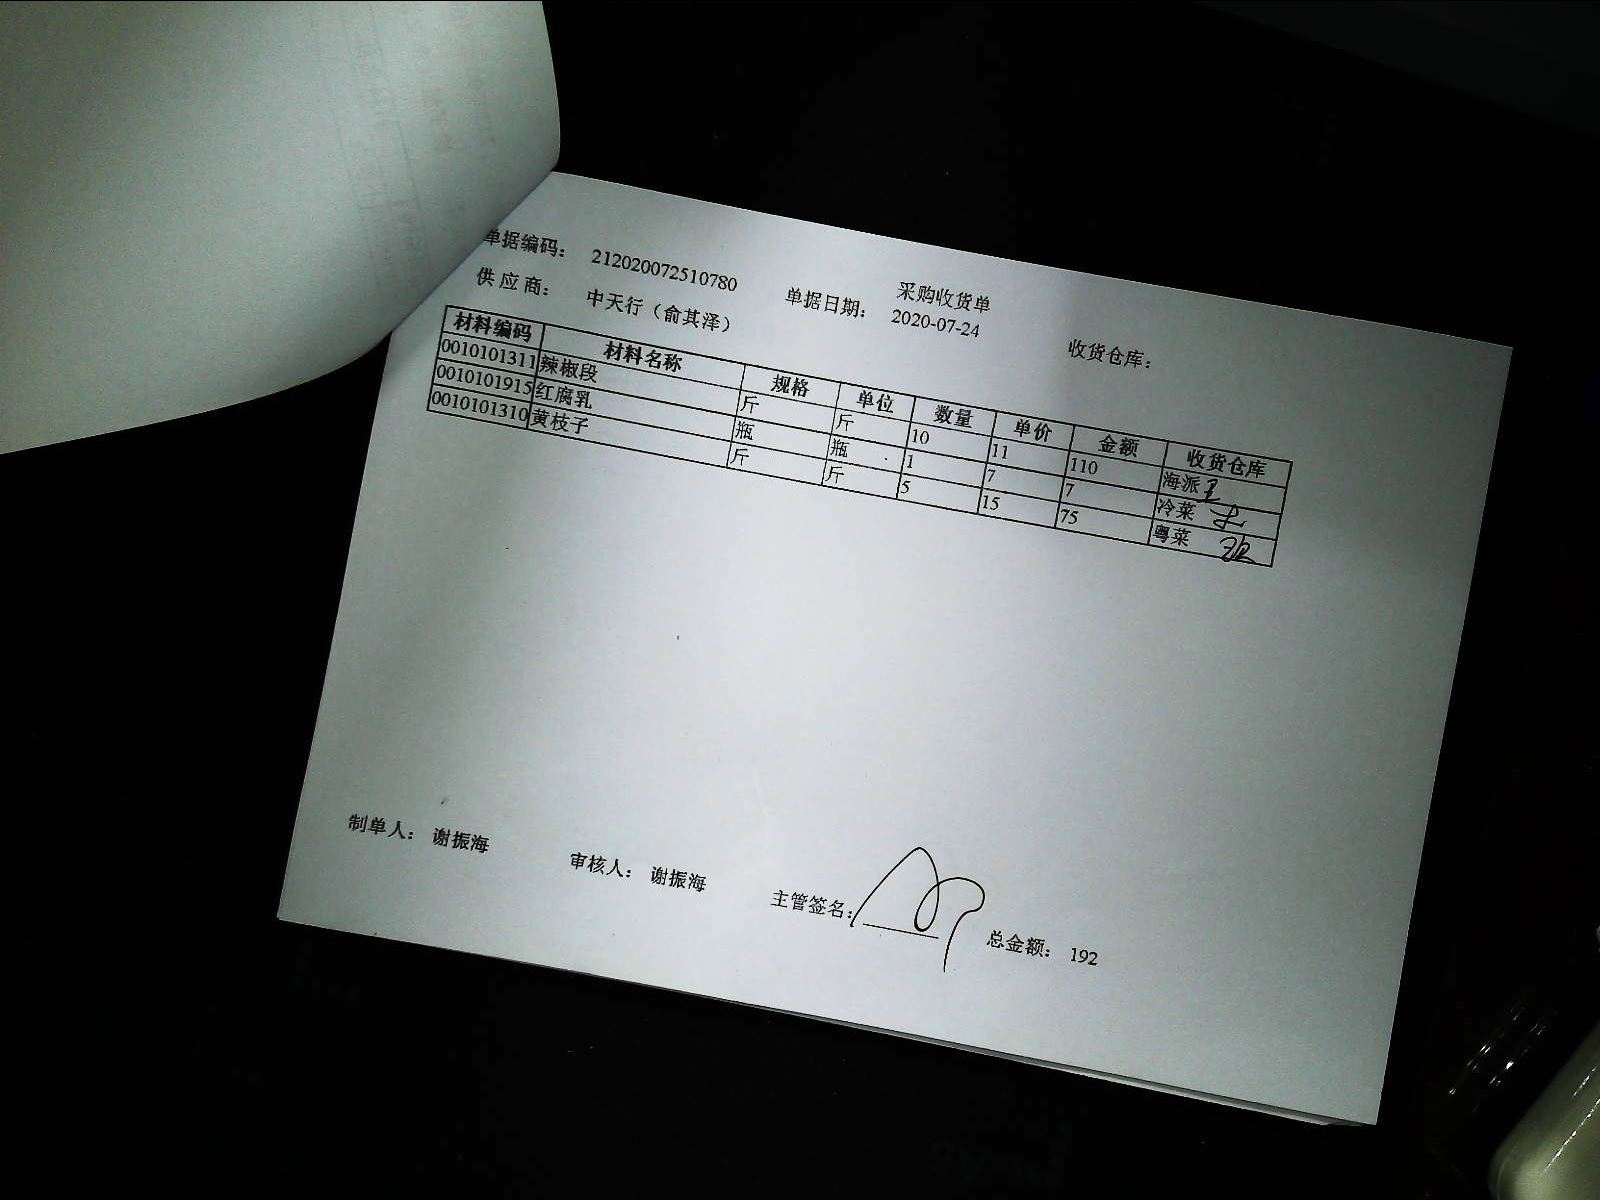 采购收货单
单据编码： 212020072510780 单据日期： 2020-07-24 收货仓库：
供应商： 中天行（俞其泽）
材料编码 材料名称 规格 单位 数量 单价 金额 收货仓库
0010101311 辣椒段 斤 斤 10 11 110 海派
0010101915 红腐乳 瓶 瓶 1 7 7 冷菜
0010101310 黄枝子 斤 斤 5 15 75 粤菜
制单人： 谢振海 审核人： 谢振海 主管签名： 总金额： 192